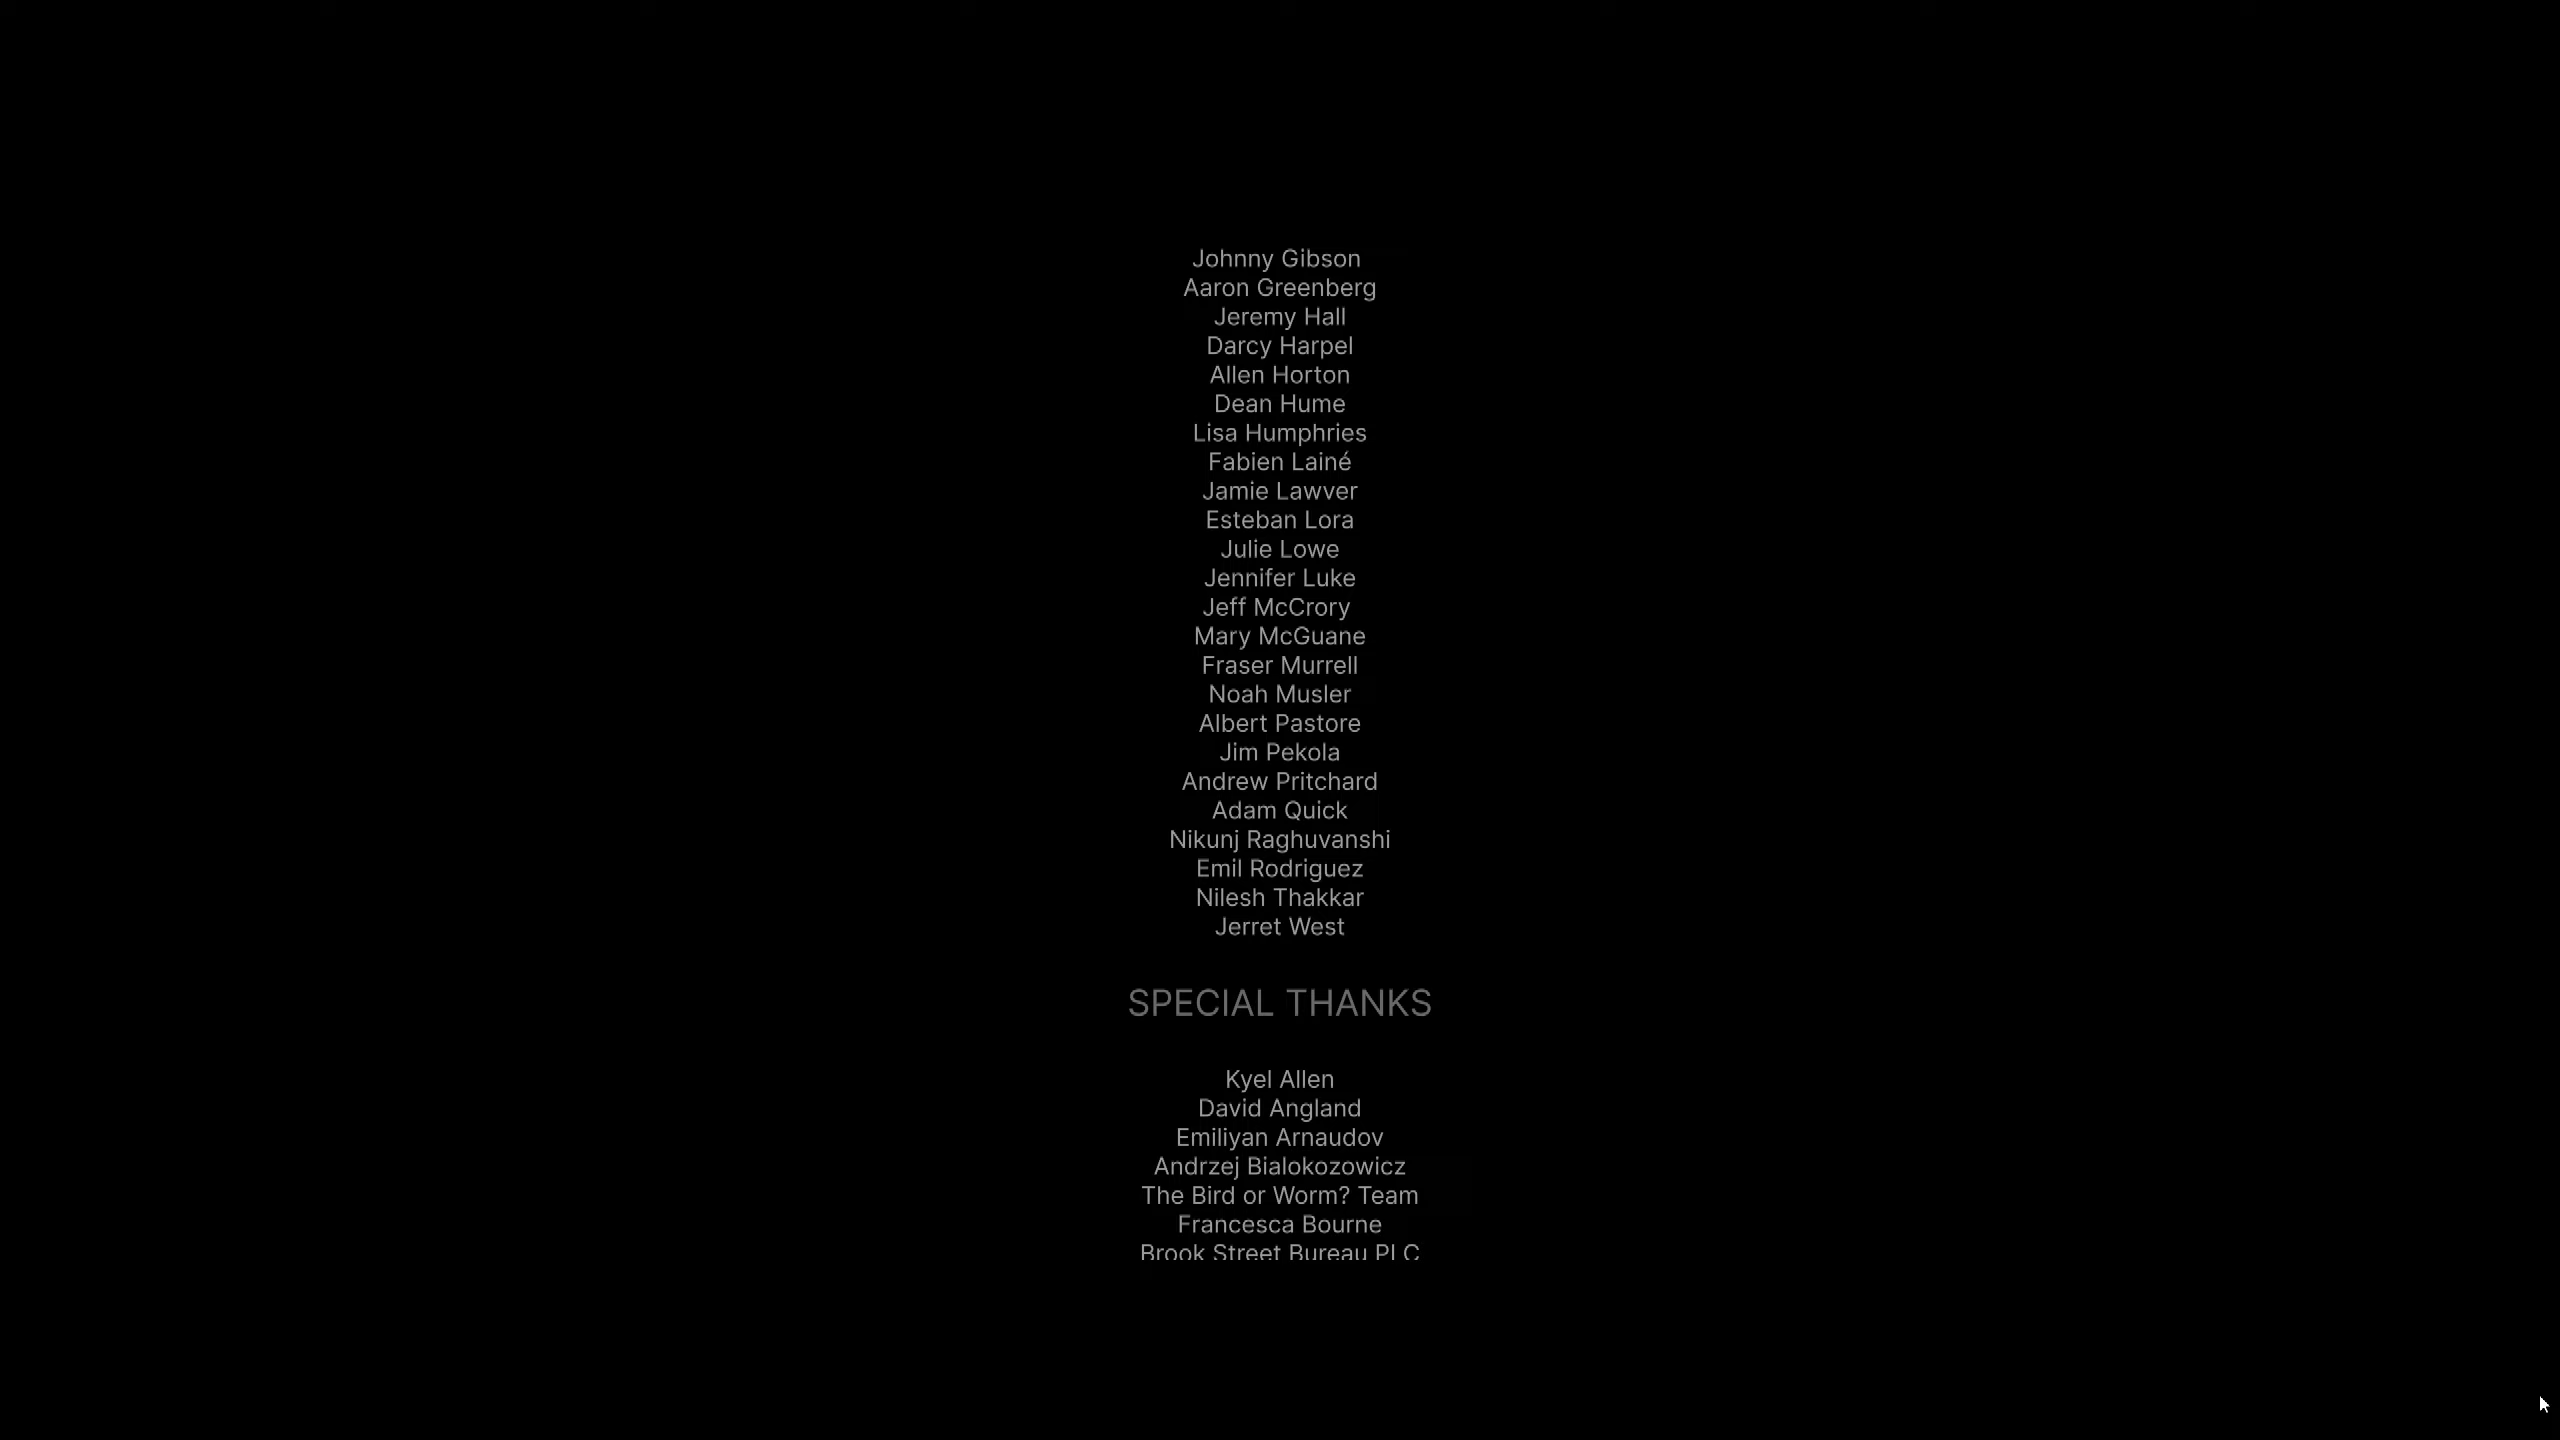 Johnny Gibson
Aaron Greenberg
Jeremy Hall
Darcy Harpel
Allen Horton
Dean Hume
Lisa Humphries
Fabien Lainé
Jamie Lawver
Esteban Lora
Julie Lowe
Jennifer Luke
Jeff McCrory
Mary McGuane
Fraser Murrell
Noah Musler
Albert Pastore
Jim Pekola
Andrew Pritchard
Adam Quick
Nikunj Raghuvanshi
Emil Rodriguez
Nilesh Thakkar
Jerret West
SPECIAL THANKS
Kyel Allen
David Angland
Emiliyan Arnaudov
Andrzej Bialokozowicz
The Bird or Worm? Team
Francesca Bourne
Brook Street Bureau PLC